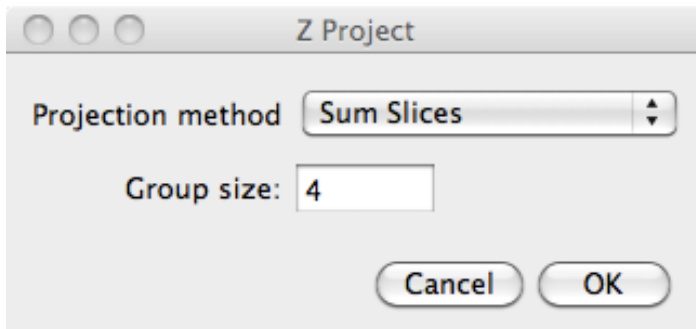 Z Project
Projection method Sum Slices
Group size: 4
Cancel OK